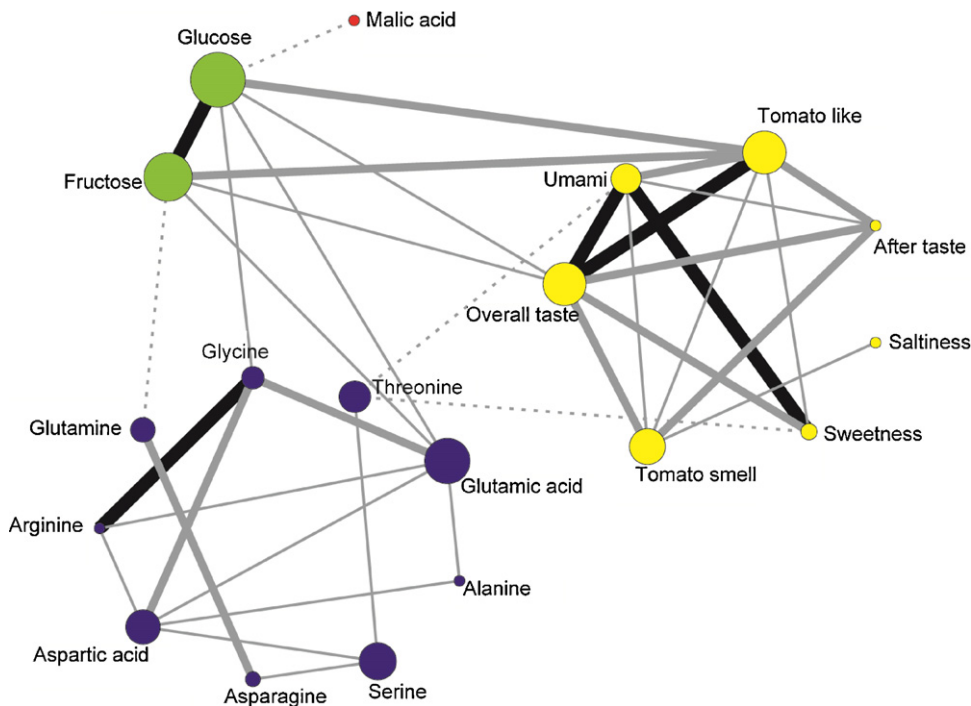 Malic acid
Glucose
Tomato like
Fructose
Umami
After taste
Overall taste
Saltiness
Glycine
Threonine
Glutamine
Sweetness
Tomato smell
Glutamic acid
Arginine
Alanine
Aspartic acid
Serine
Asparagine